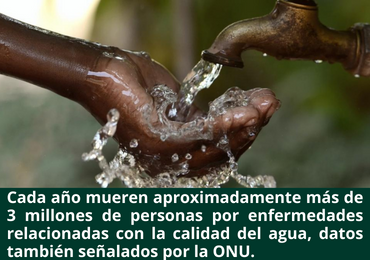 Cada año mueren aproximadamente más de
3 millones de personas por enfermedades
relacionadas con la calidad del agua, datos
también señalados por la ONU.